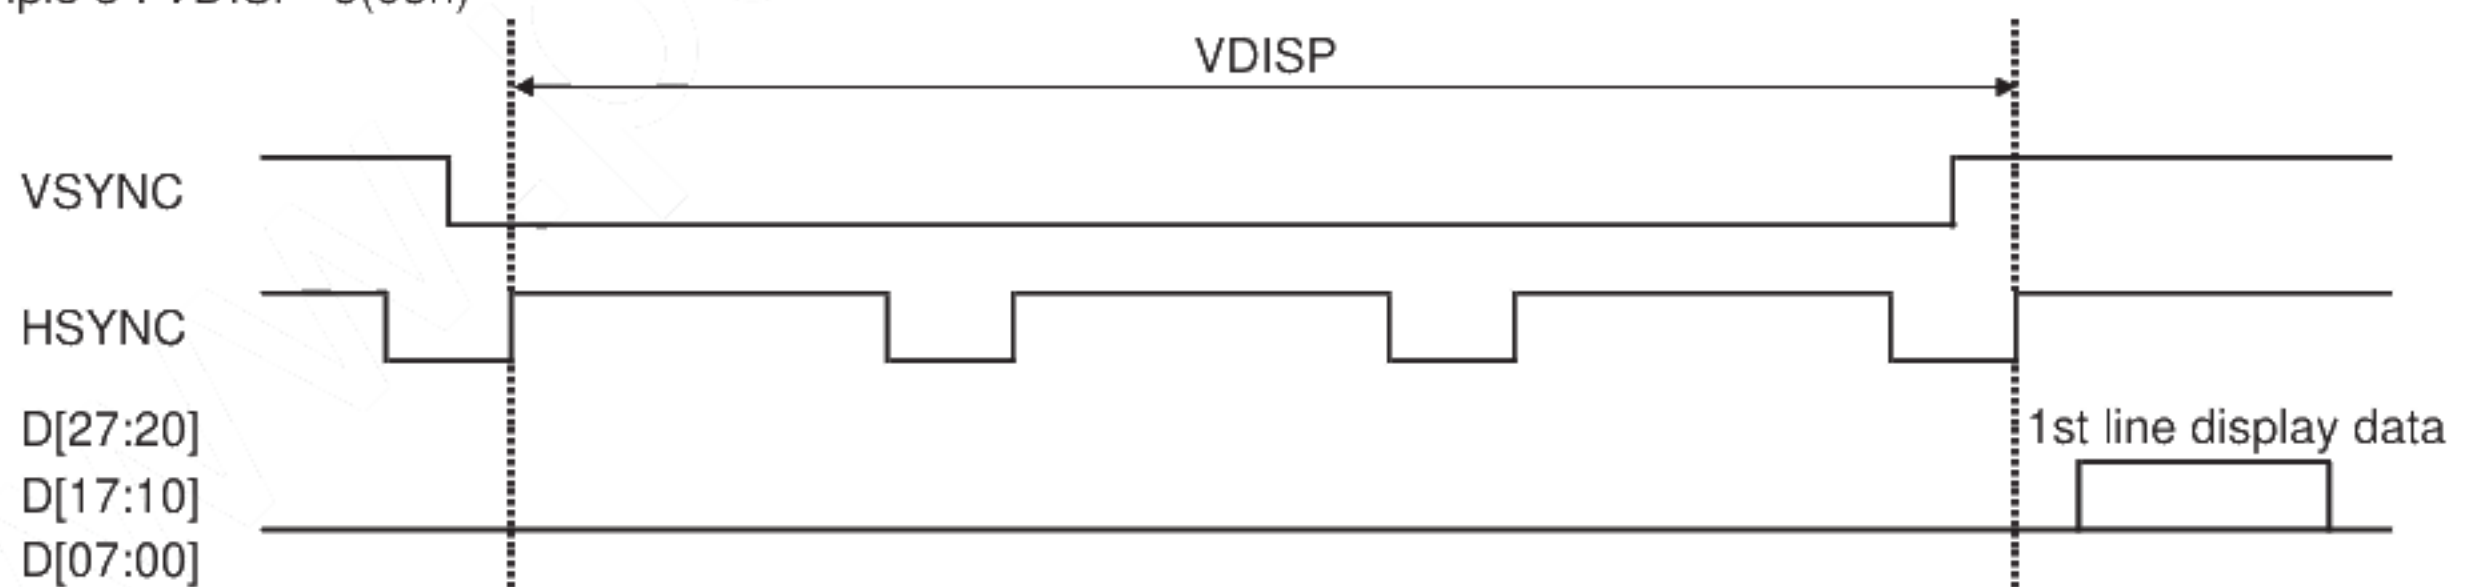 VDISP
VSYNC
HSYNC
D[27:20]
1st line display data
D[17:10]
D[07:00]